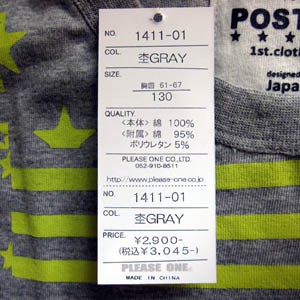 NO. 1411-01
COL. 杢GRAY
SIZE.
胸囲 61-67
130
QUALITY.
<本体> 綿 100%
<附属> 綿 95%
ポリウレタン 5%
PLEASE ONE CO.,LTD.
052-910-8511
http://www.please-one.co.jp
NO. 1411-01
COL. 杢GRAY
PRICE.
¥2,900-
(税込¥3,045-)
PLEASE ONE.
MADE IN CHINA
POST
1st.cloth
designed
Japa